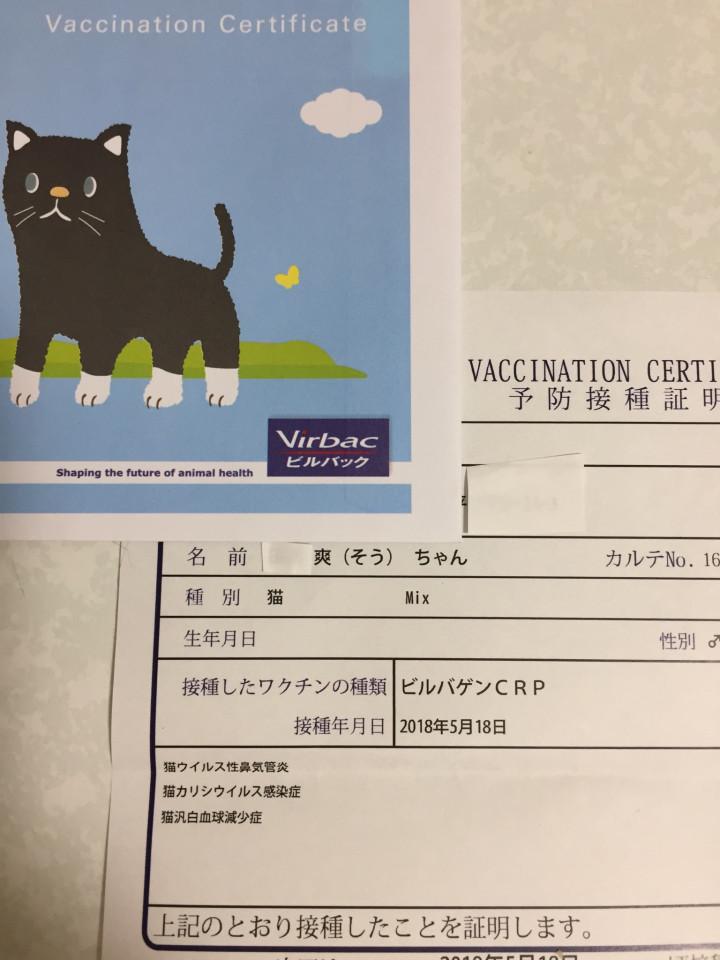 Vaccination Certificate
Virbac
ビルバック
Shaping the future of animal health
VACCINATION CERTI
予防接種証明
名前 爽（そう） ちゃん カルテNo. 16
種別 猫 Mix
生年月日 性別 ♂
接種したワクチンの種類 ビルバゲンＣＲＰ
接種年月日 2018年5月18日
猫ウイルス性鼻気管炎
猫カリシウイルス感染症
猫汎白血球減少症
上記のとおり接種したことを証明します。